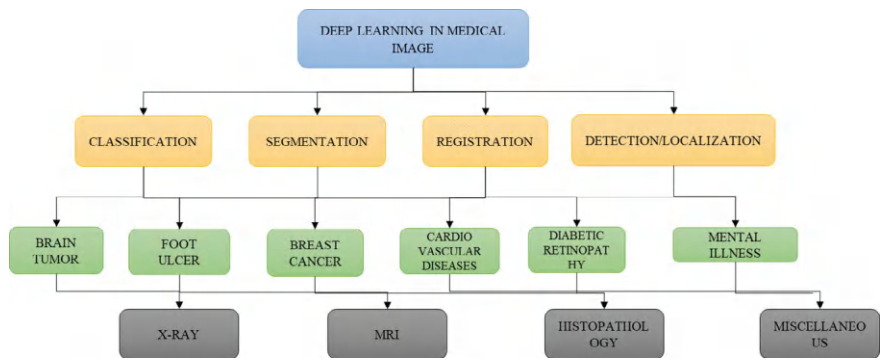 DEEP LEARNING IN MEDICAL
IMAGE
CLASSIFICATION
SEGMENTATION
REGISTRATION
DETECTION/LOCALIZATION
BRAIN
TUMOR
FOOT
ULCER
BREAST
CANCER
CARDIO
VASCULAR
DISEASES
DIABETIC
RETINOPAT
HY
MENTAL
ILLNESS
X-RAY
MRI
HISTOPATHOL
OGY
MISCELLANEO
US